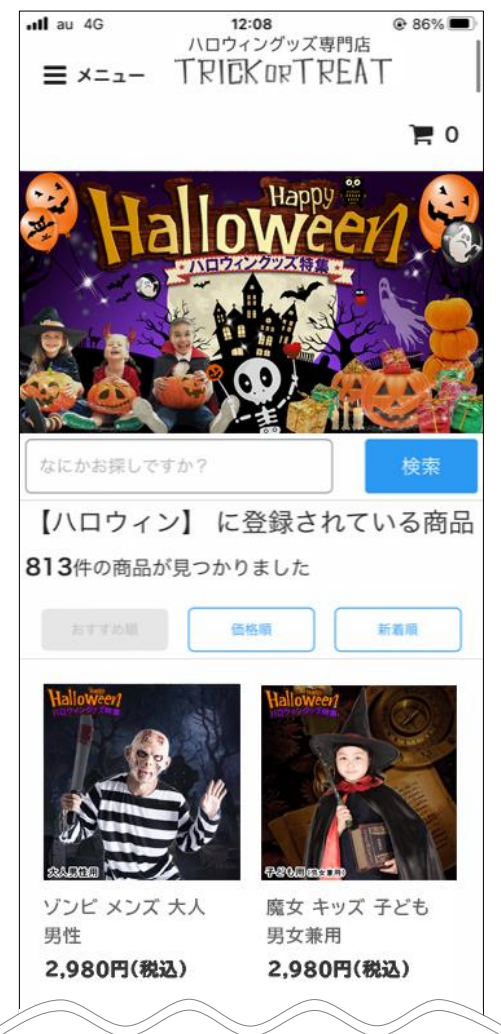 au 4G 12:08 86%
ハロウィングッズ専門店
メニュー TRICK OR TREAT
0
Happy
Halloween
ハロウィングッズ特集
なにかお探しですか？ 検索
【ハロウィン】 に登録されている商品
813件の商品が見つかりました
おすすめ順 価格順 新着順
Happy Happy
Halloween Halloween
ハロウィングッズ特集 ハロウィングッズ特集
大人男性用 子ども用(男女兼用)
ゾンビ メンズ 大人 魔女 キッズ 子ども
男性 男女兼用
2,980円(税込) 2,980円(税込)